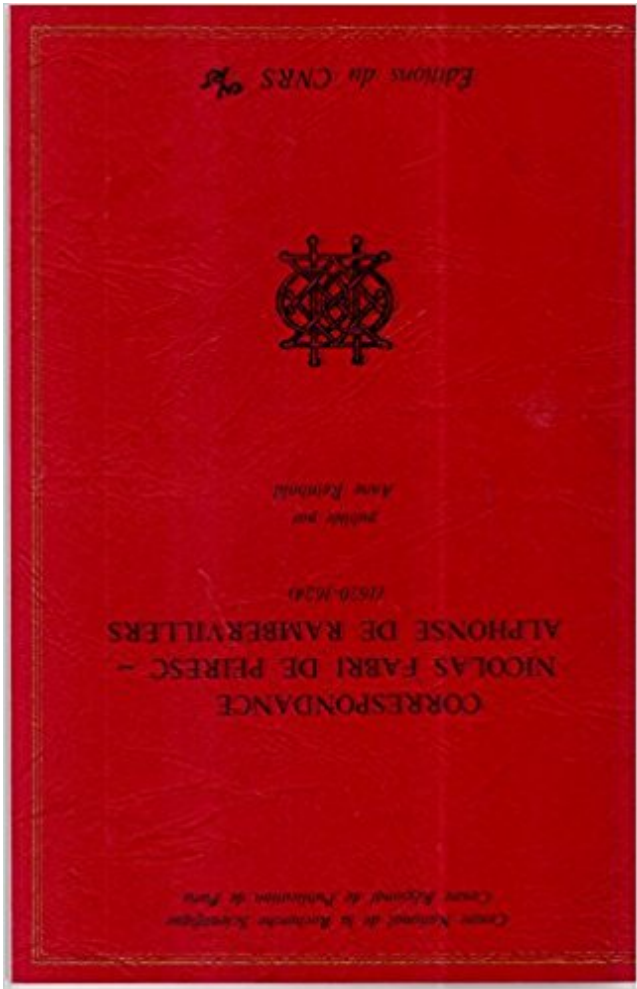 Centre National de la Recherche Scientifique
Centre Régional de Publication de Paris
CORRESPONDANCE
NICOLAS FABRI DE PEIRESC –
ALPHONSE DE RAMBERVILLERS
(1620-1624)
publiée par
Anne Reinbold
Editions du CNRS